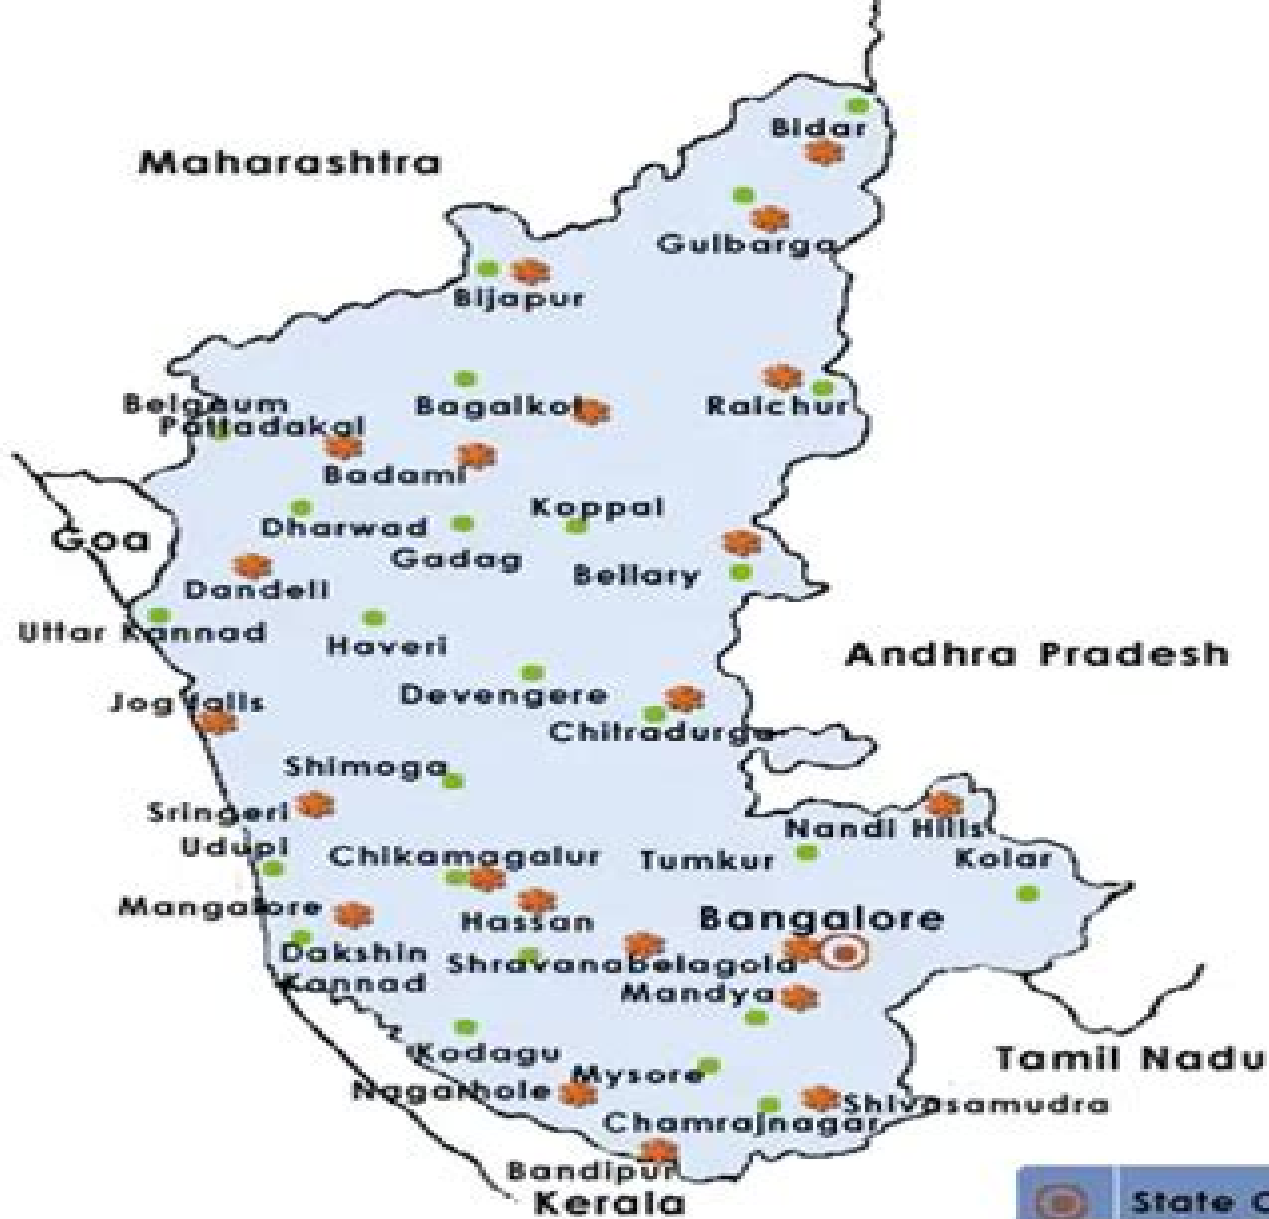 Maharashtra
Bidar
Gulbarga
Bijapur
Belgaum
Pattadakal
Bagalkot
Raichur
Badami
Koppal
Dharwad
Goa
Gadag
Bellary
Dandeli
Uttar Kannad
Haveri
Andhra Pradesh
Devengere
Jog falls
Chitradurga
Shimoga
Sringeri
Nandi Hills
Udupi
Chikamagalur
Tumkur
Kolar
Mangalore
Hassan
Bangalore
Dakshin
Kannad
Shravanabelagola
Mandya
Kodagu
Tamil Nadu
Mysore
Nagarhole
Shivasamudra
Chamrajnagar
Bandipur
Kerala
State